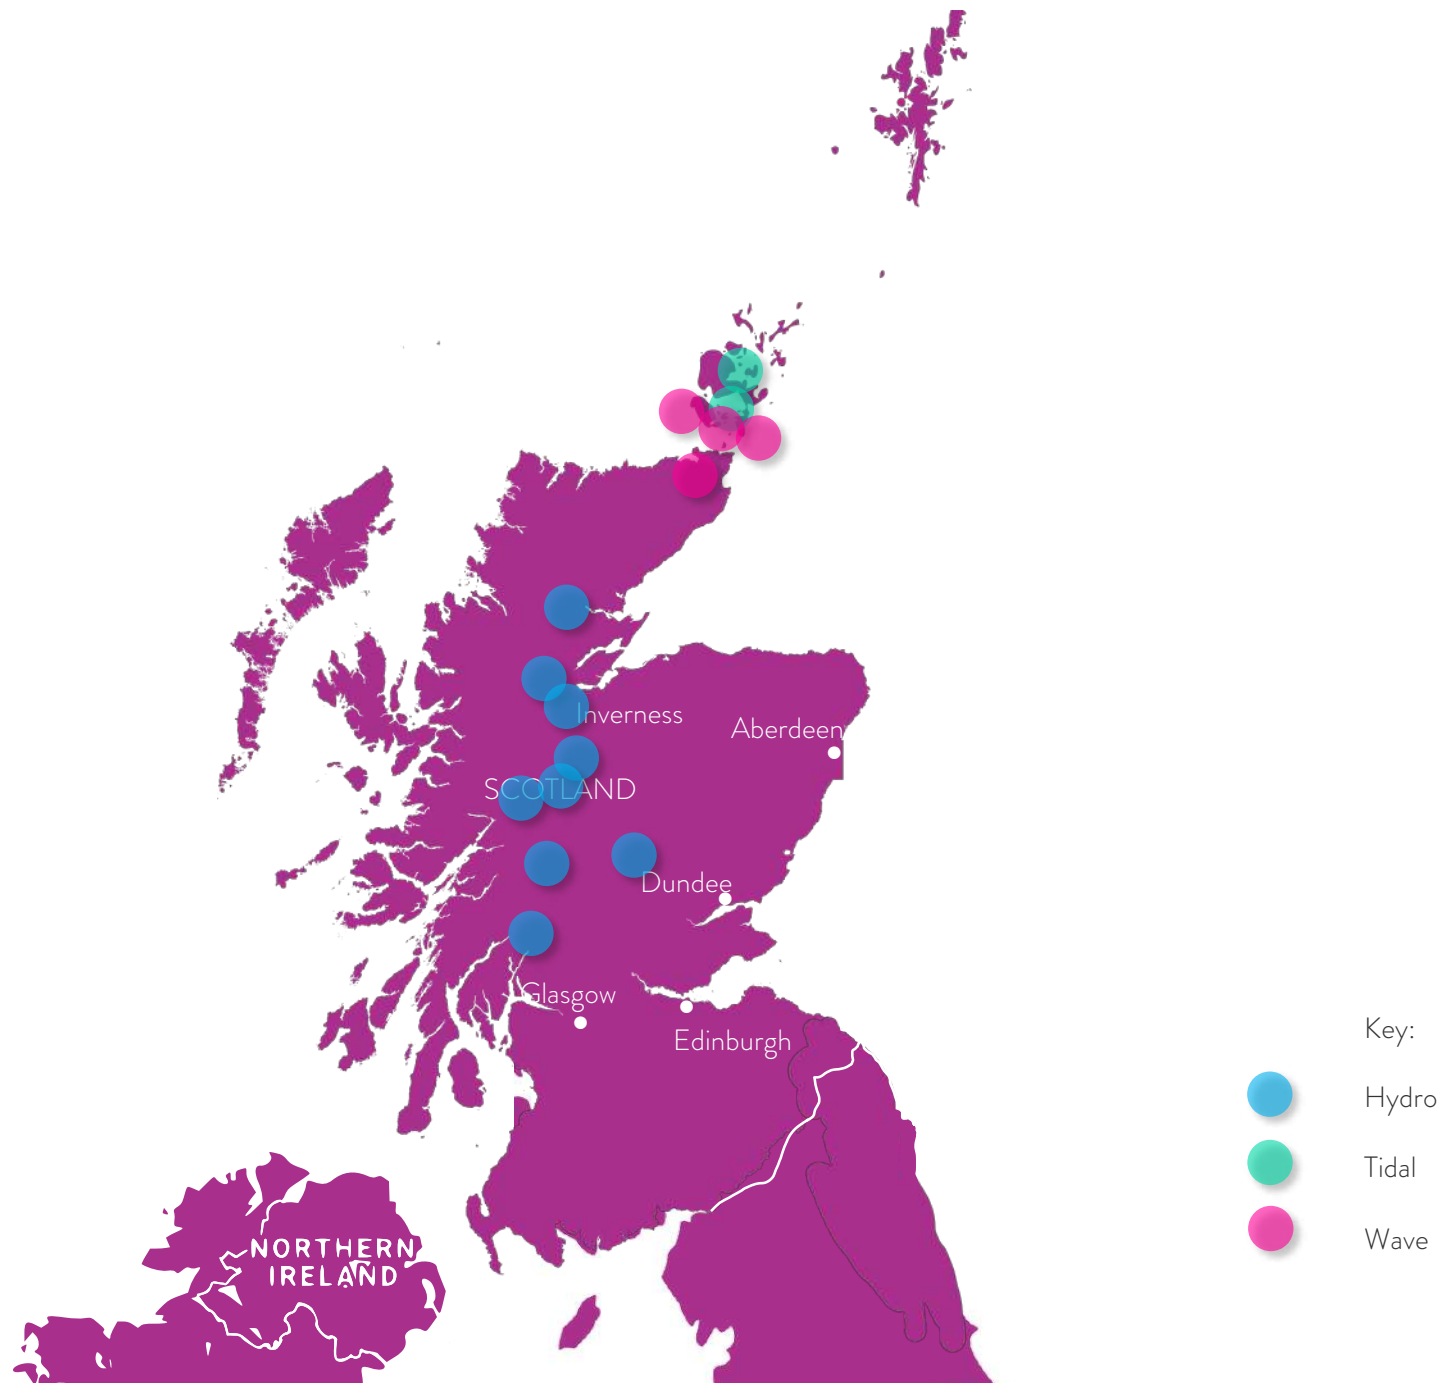 Inverness
Aberdeen
SCOTLAND
Dundee
Glasgow
Edinburgh
Key:
Hydro
Tidal
Wave
NORTHERN
IRELAND